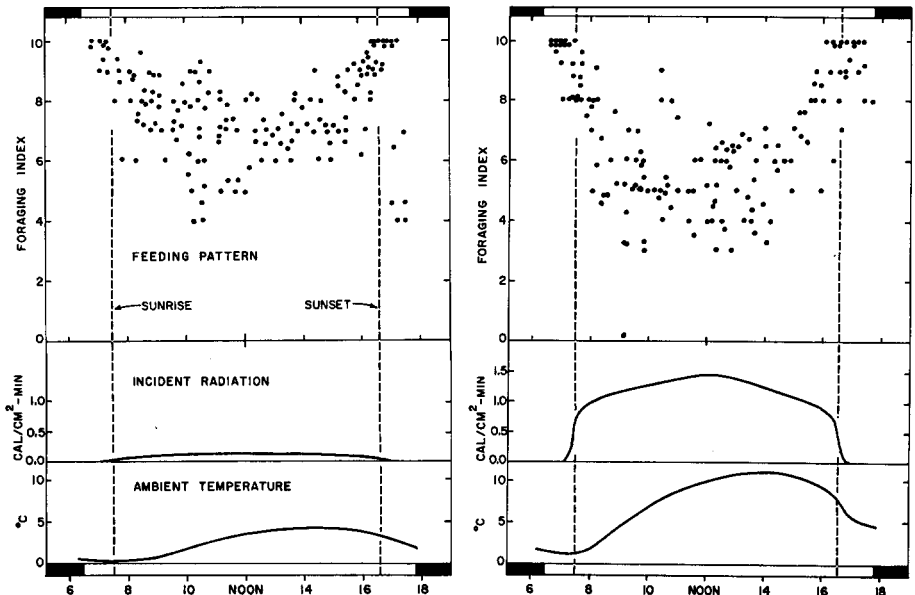 10
8
6
4
2
0
FORAGING INDEX
FEEDING PATTERN
SUNRISE
SUNSET
1.0
0.5
0.0
CAL/CM²-MIN
INCIDENT RADIATION
10
5
0
°C
AMBIENT TEMPERATURE
6 8 10 NOON 14 16 18
10
8
6
4
2
0
FORAGING INDEX
1.5
1.0
0.5
0.0
CAL/CM²-MIN
10
5
0
°C
6 8 10 NOON 14 16 18